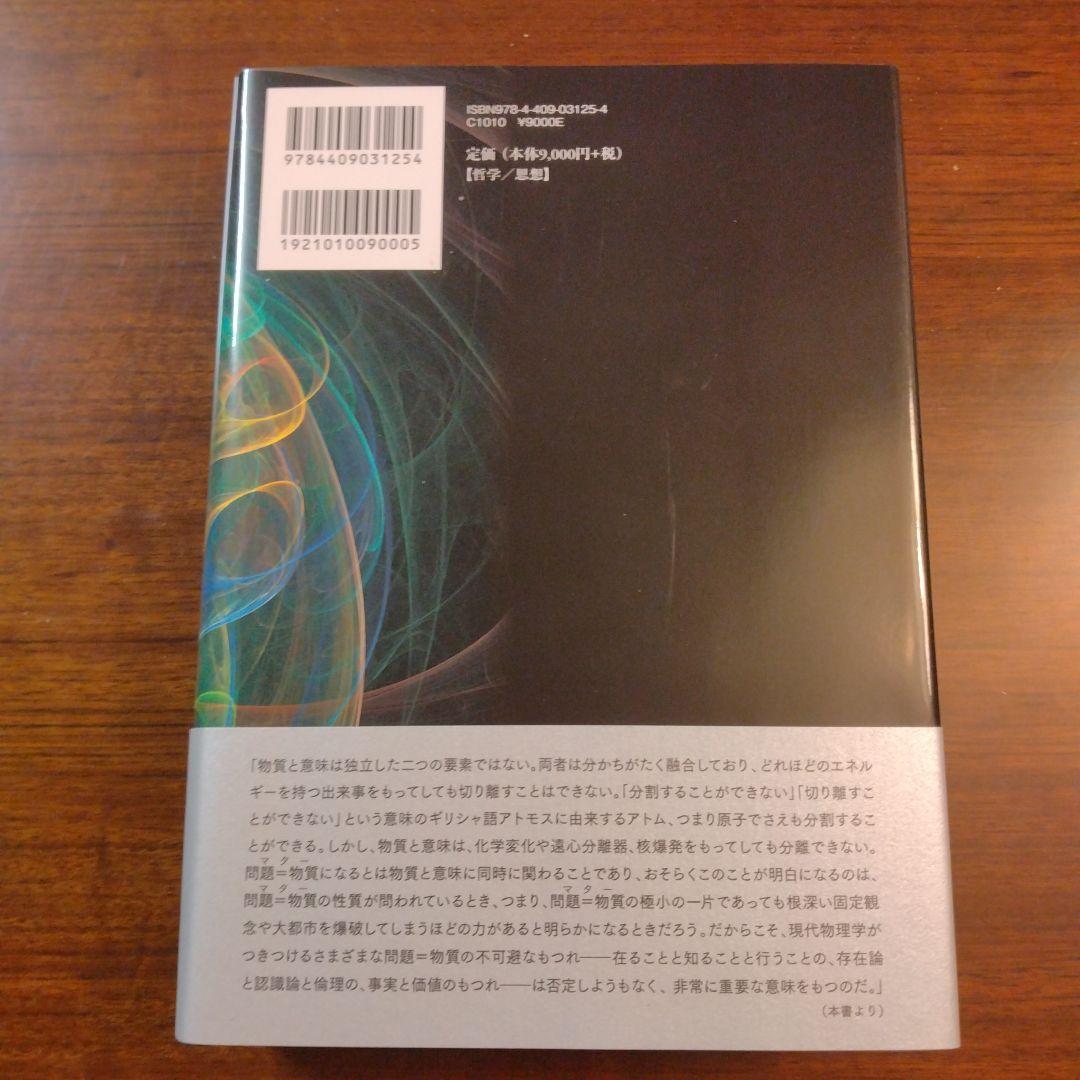 9784409031254
1921010090005
ISBN978-4-409-03125-4
C1010 ¥9000E
定価（本体9,000円+税）
【哲学／思想】
「物質と意味は独立した二つの要素ではない。両者は分かちがたく融合しており、どれほどのエネル
ギーを持つ出来事をもってしても切り離すことはできない。「分割することができない」「切り離すこ
とができない」という意味のギリシャ語アトモスに由来するアトム、つまり原子でさえも分割するこ
とができる。しかし、物質と意味は、化学変化や遠心分離器、核爆発をもってしても分離できない。
マター
問題＝物質になるとは物質と意味に同時に関わることであり、おそらくこのことが明白になるのは、
マター マター
問題＝物質の性質が問われているとき、つまり、問題＝物質の極小の一片であっても根深い固定観
念や大都市を爆破してしまうほどの力があると明らかになるときだろう。だからこそ、現代物理学が
つきつけるさまざまな問題＝物質の不可避なもつれ――在ることと知ることと行うことの、存在論
と認識論と倫理の、事実と価値のもつれ――は否定しようもなく、非常に重要な意味をもつのだ。」
（本書より）